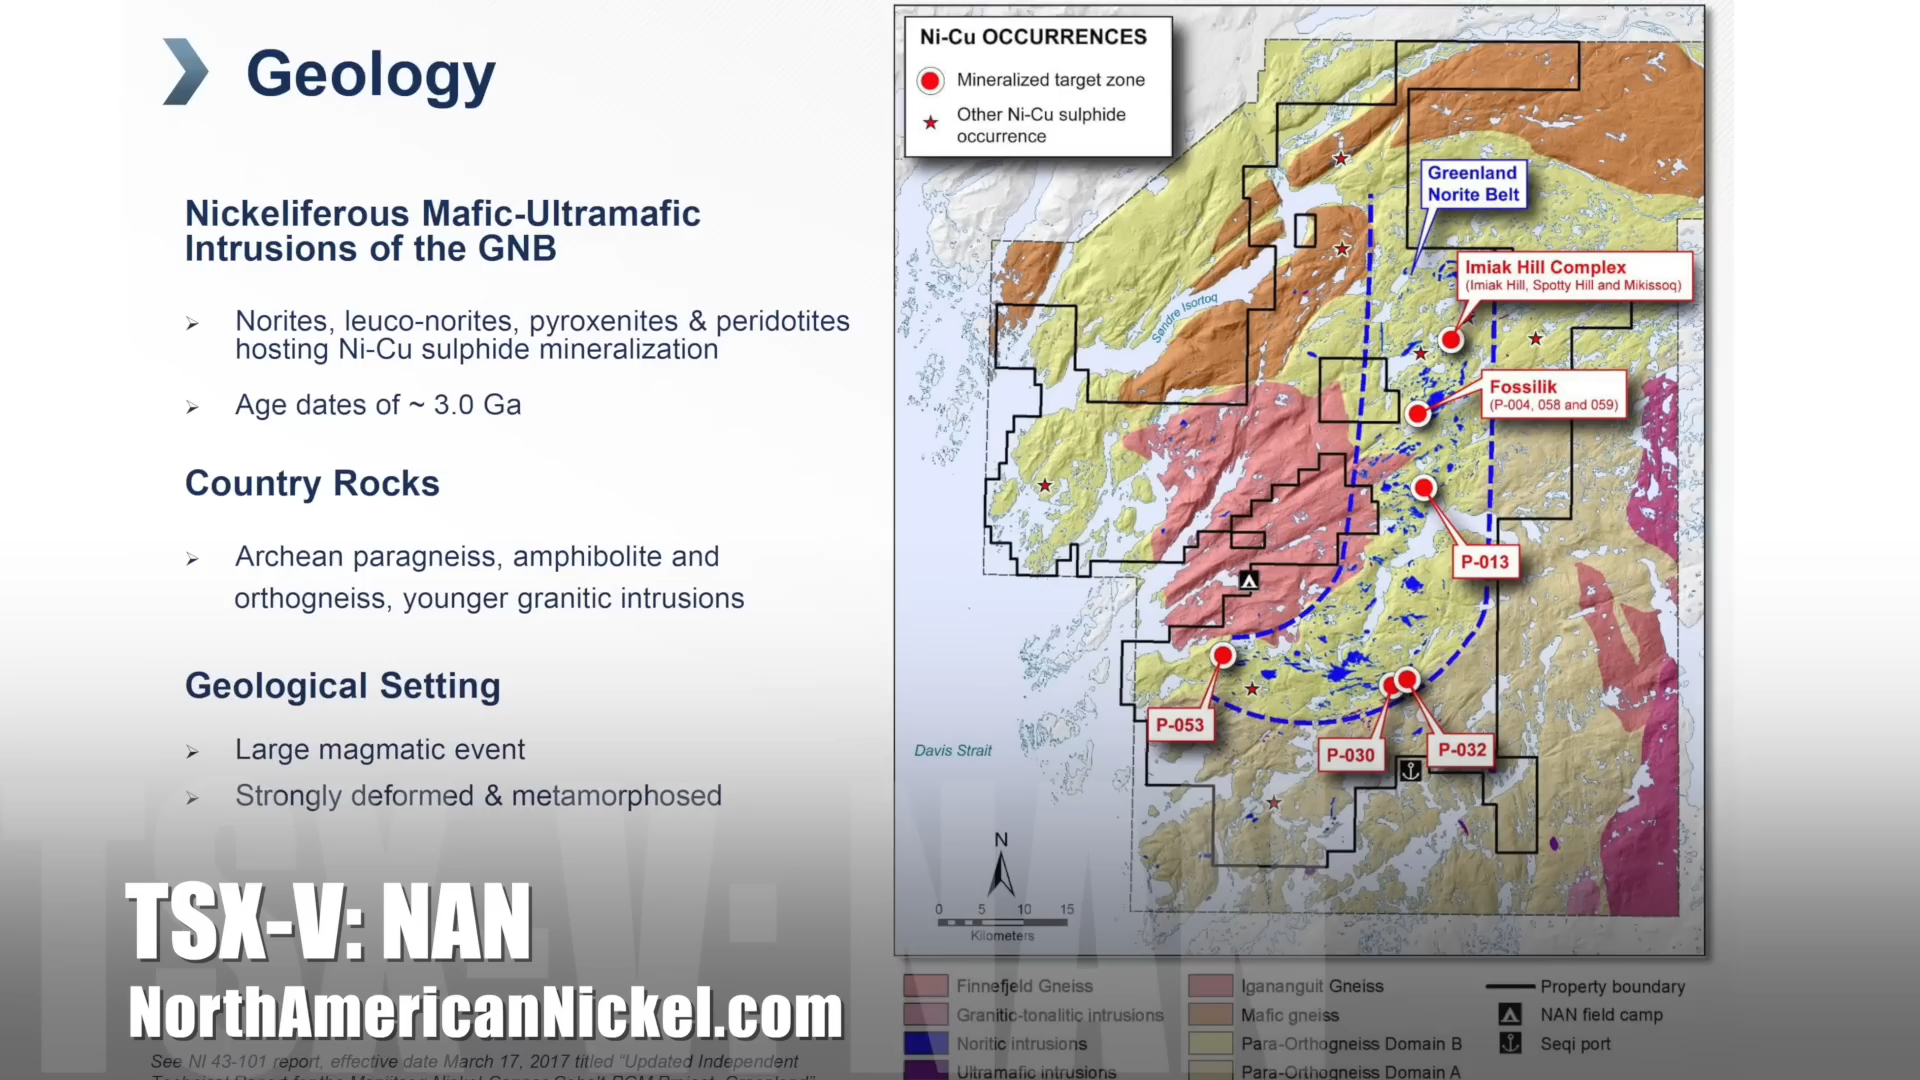 Geology
Nickeliferous Mafic-Ultramafic
Intrusions of the GNB
Norites, leuco-norites, pyroxenites & peridotites
hosting Ni-Cu sulphide mineralization
Age dates of ~ 3.0 Ga
Country Rocks
Archean paragneiss, amphibolite and
orthogneiss, younger granitic intrusions
Geological Setting
Large magmatic event
Strongly deformed & metamorphosed
TSX-V: NAN
NorthAmericanNickel.com
See NI 43-101 report, effective date March 17, 2017 titled “Updated Independent
Ni-Cu OCCURRENCES
Mineralized target zone
Other Ni-Cu sulphide
occurrence
Greenland
Norite Belt
Imiak Hill Complex
(Imiak Hill, Spotty Hill and Mikissoq)
Søndre Isortoq
Fossilik
(P-004, 058 and 059)
P-013
P-053
P-030
P-032
Davis Strait
N
0 5 10 15
Kilometers
Finnefjeld Gneiss
Granitic-tonalitic intrusions
Noritic intrusions
Ultramafic intrusions
Igananguit Gneiss
Mafic gneiss
Para-Orthogneiss Domain B
Para-Orthogneiss Domain A
Property boundary
NAN field camp
Seqi port